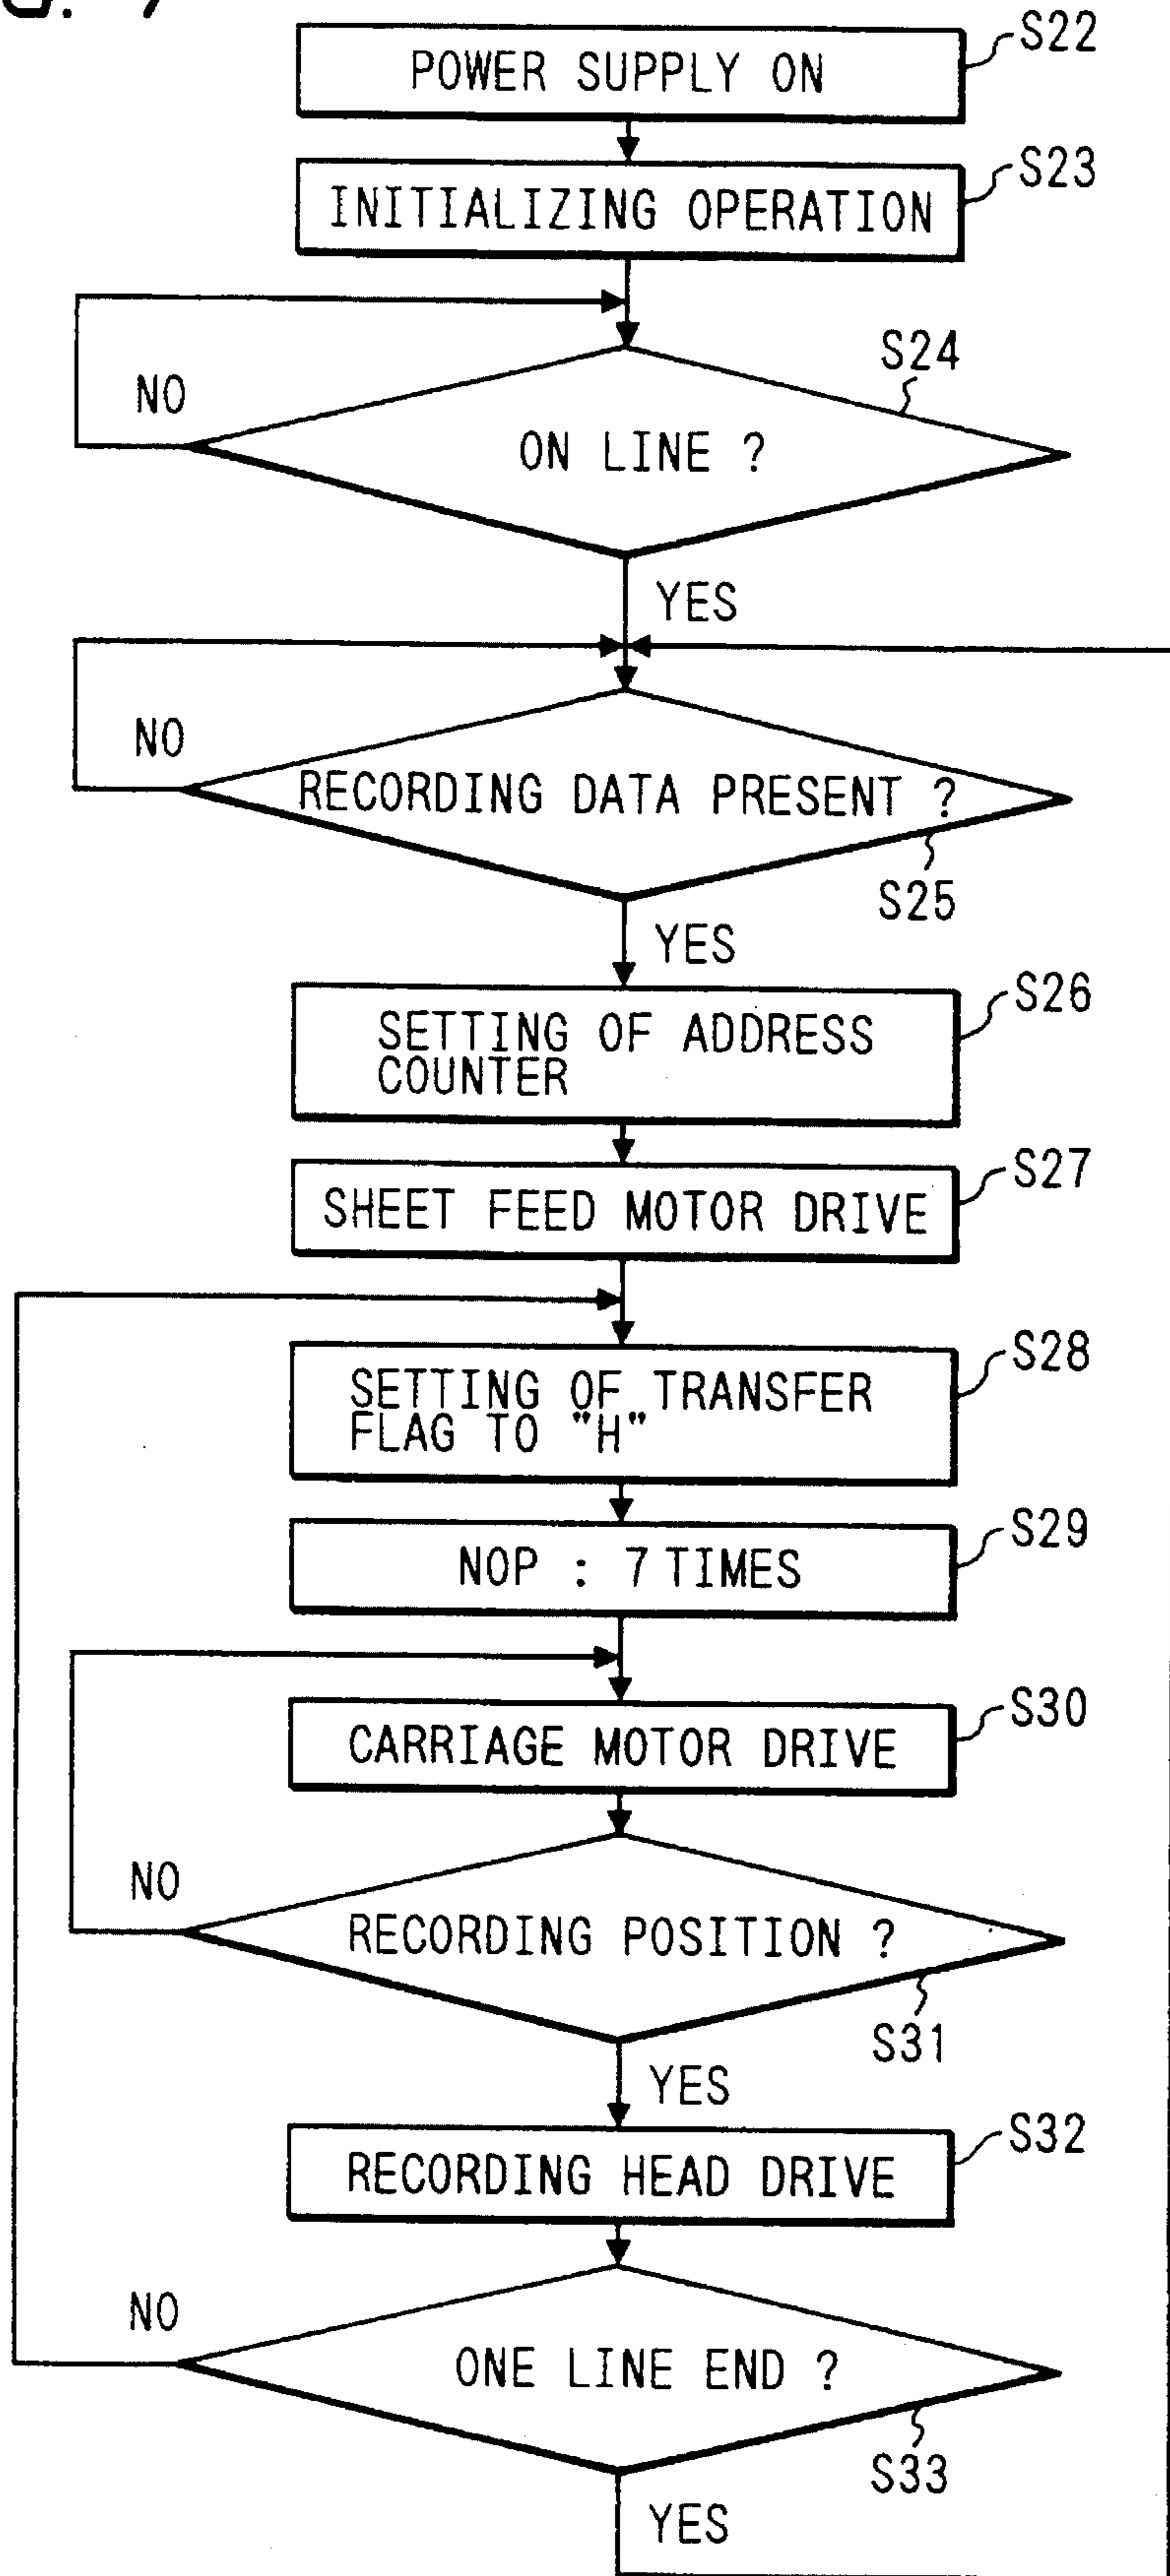 POWER SUPPLY ON
S22
INITIALIZING OPERATION
S23
S24
NO
ON LINE ?
YES
NO
RECORDING DATA PRESENT ?
S25
YES
S26
SETTING OF ADDRESS
COUNTER
S27
SHEET FEED MOTOR DRIVE
S28
SETTING OF TRANSFER
FLAG TO "H"
S29
NOP : 7 TIMES
S30
CARRIAGE MOTOR DRIVE
NO
RECORDING POSITION ?
S31
YES
S32
RECORDING HEAD DRIVE
NO
ONE LINE END ?
S33
YES